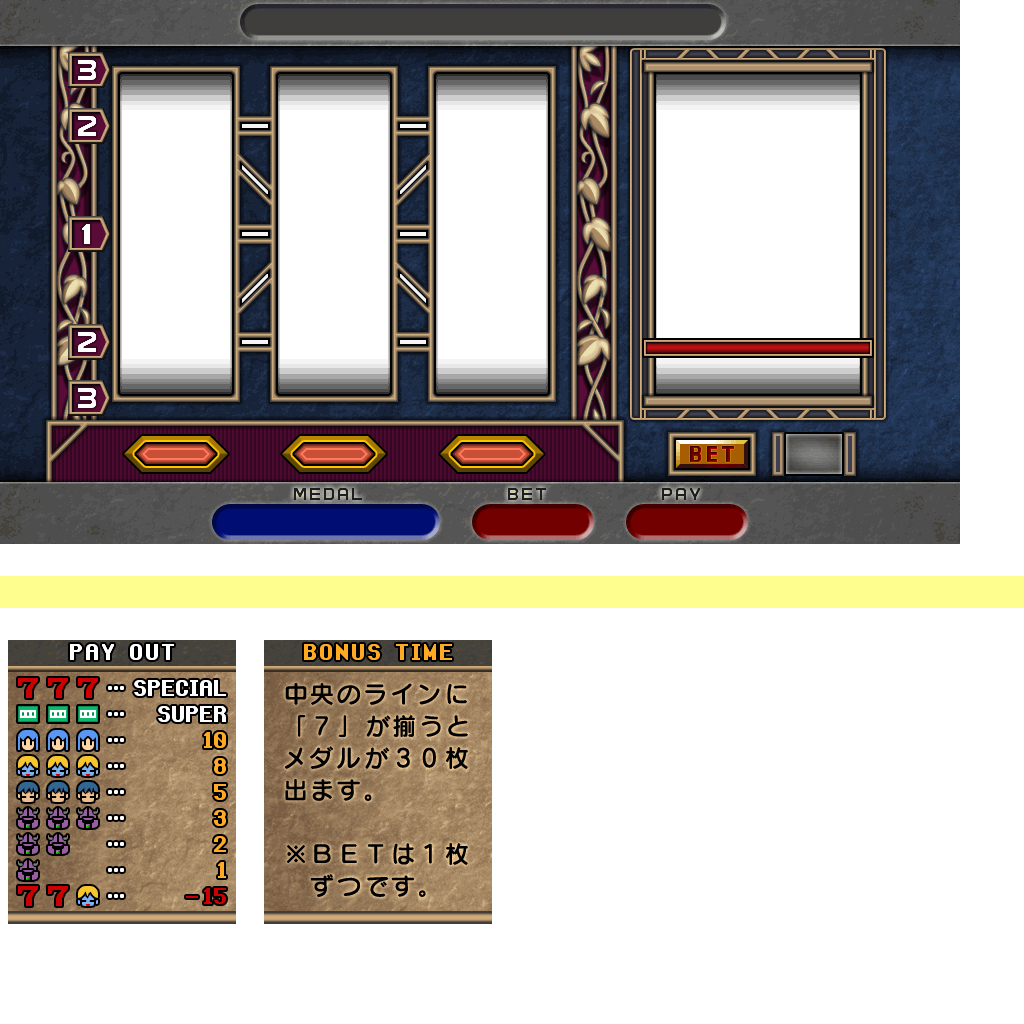 3
2
1
2
3
BET
MEDAL BET PAY
PAY OUT
777… SPECIAL
… SUPER
… 10
… 8
… 5
… 3
… 2
… 1
77 … -15
BONUS TIME
中央のラインに
「７」が揃うと
メダルが３０枚
出ます。
※ＢＥＴは１枚
ずつです。